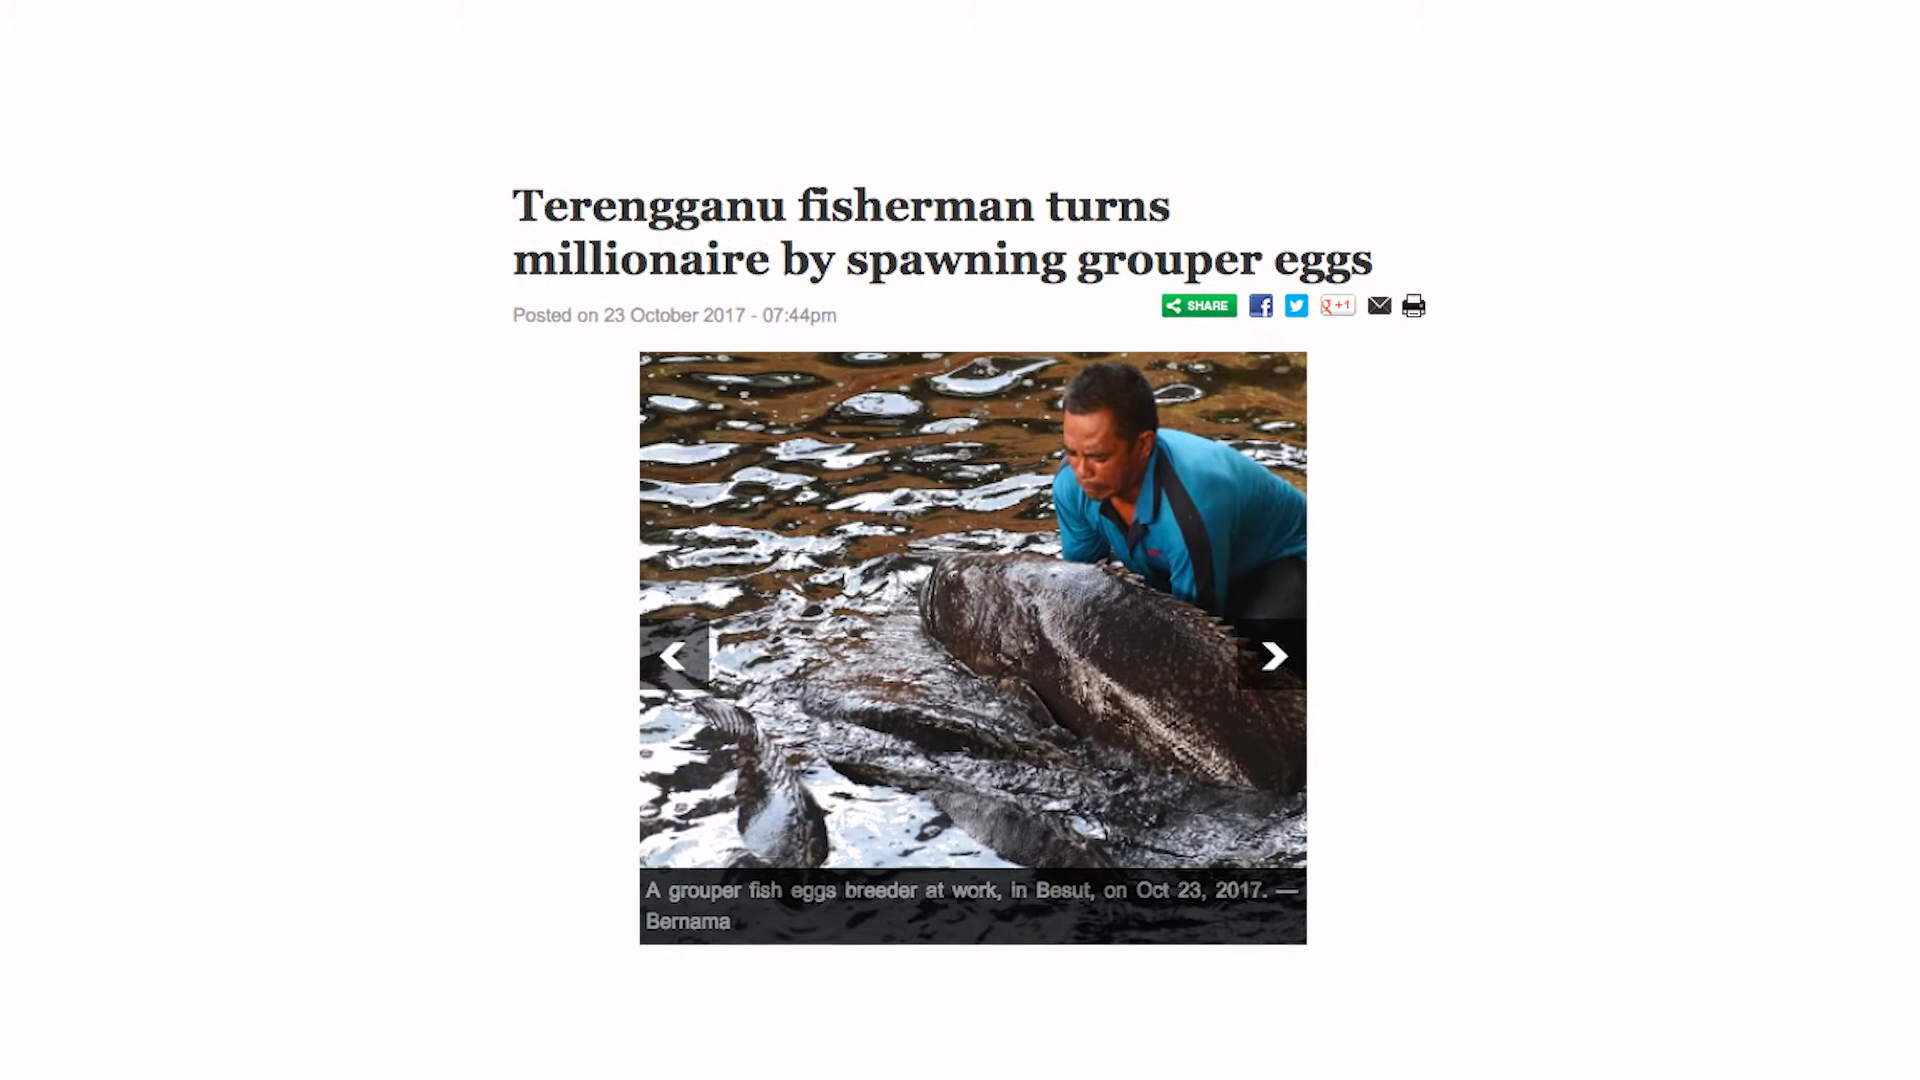 Terengganu fisherman turns
millionaire by spawning grouper eggs
Posted on 23 October 2017 - 07:44pm
SHARE
+1
A grouper fish eggs breeder at work, in Besut, on Oct 23, 2017. —
Bernama